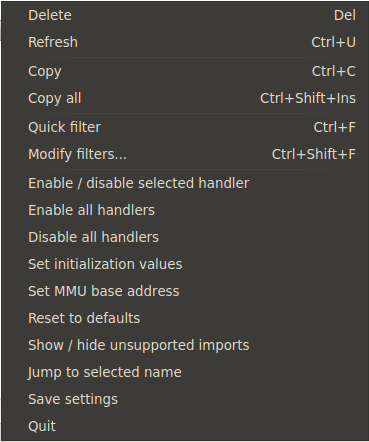 Delete Del
Refresh Ctrl+U
Copy Ctrl+C
Copy all Ctrl+Shift+Ins
Quick filter Ctrl+F
Modify filters... Ctrl+Shift+F
Enable / disable selected handler
Enable all handlers
Disable all handlers
Set initialization values
Set MMU base address
Reset to defaults
Show / hide unsupported imports
Jump to selected name
Save settings
Quit